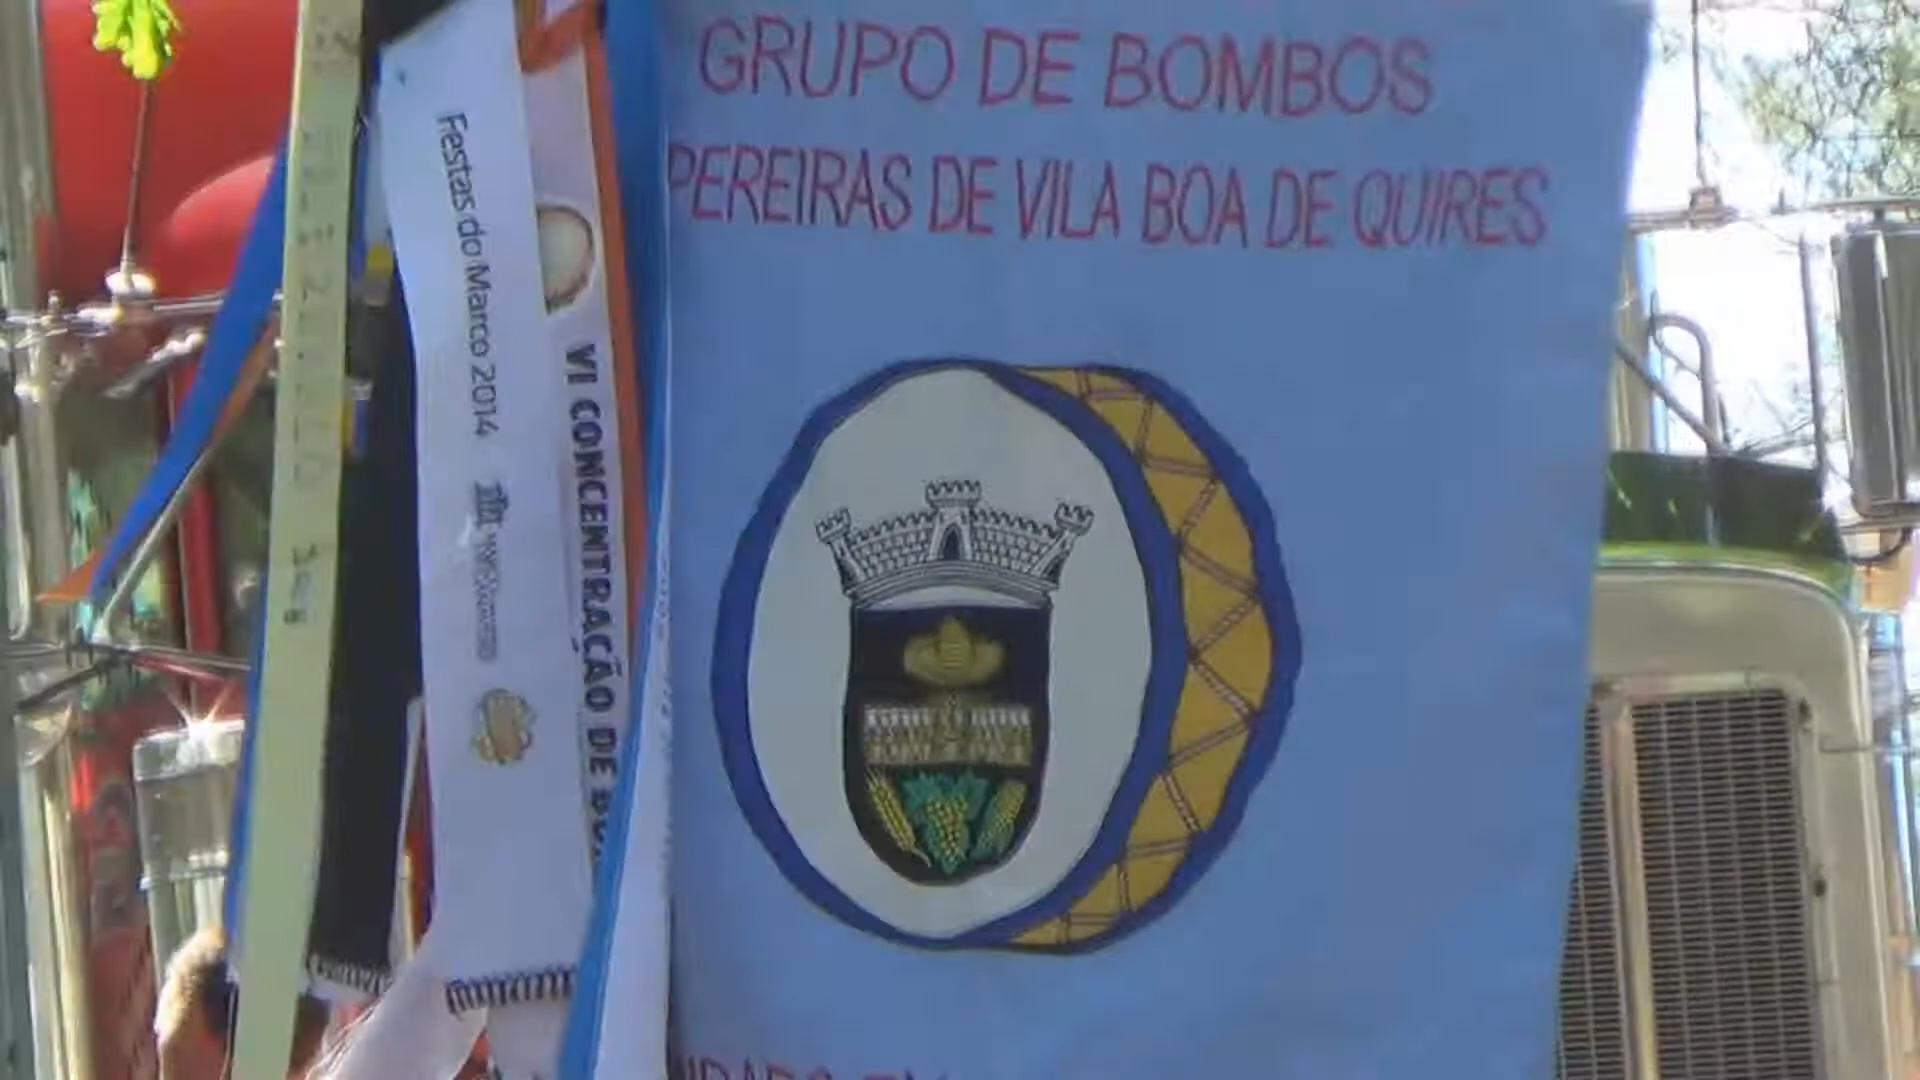 GRUPO DE BOMBOS
PEREIRAS DE VILA BOA DE QUIRES
Festas do Marco 2014
VI CONCENTRAÇÃO DE